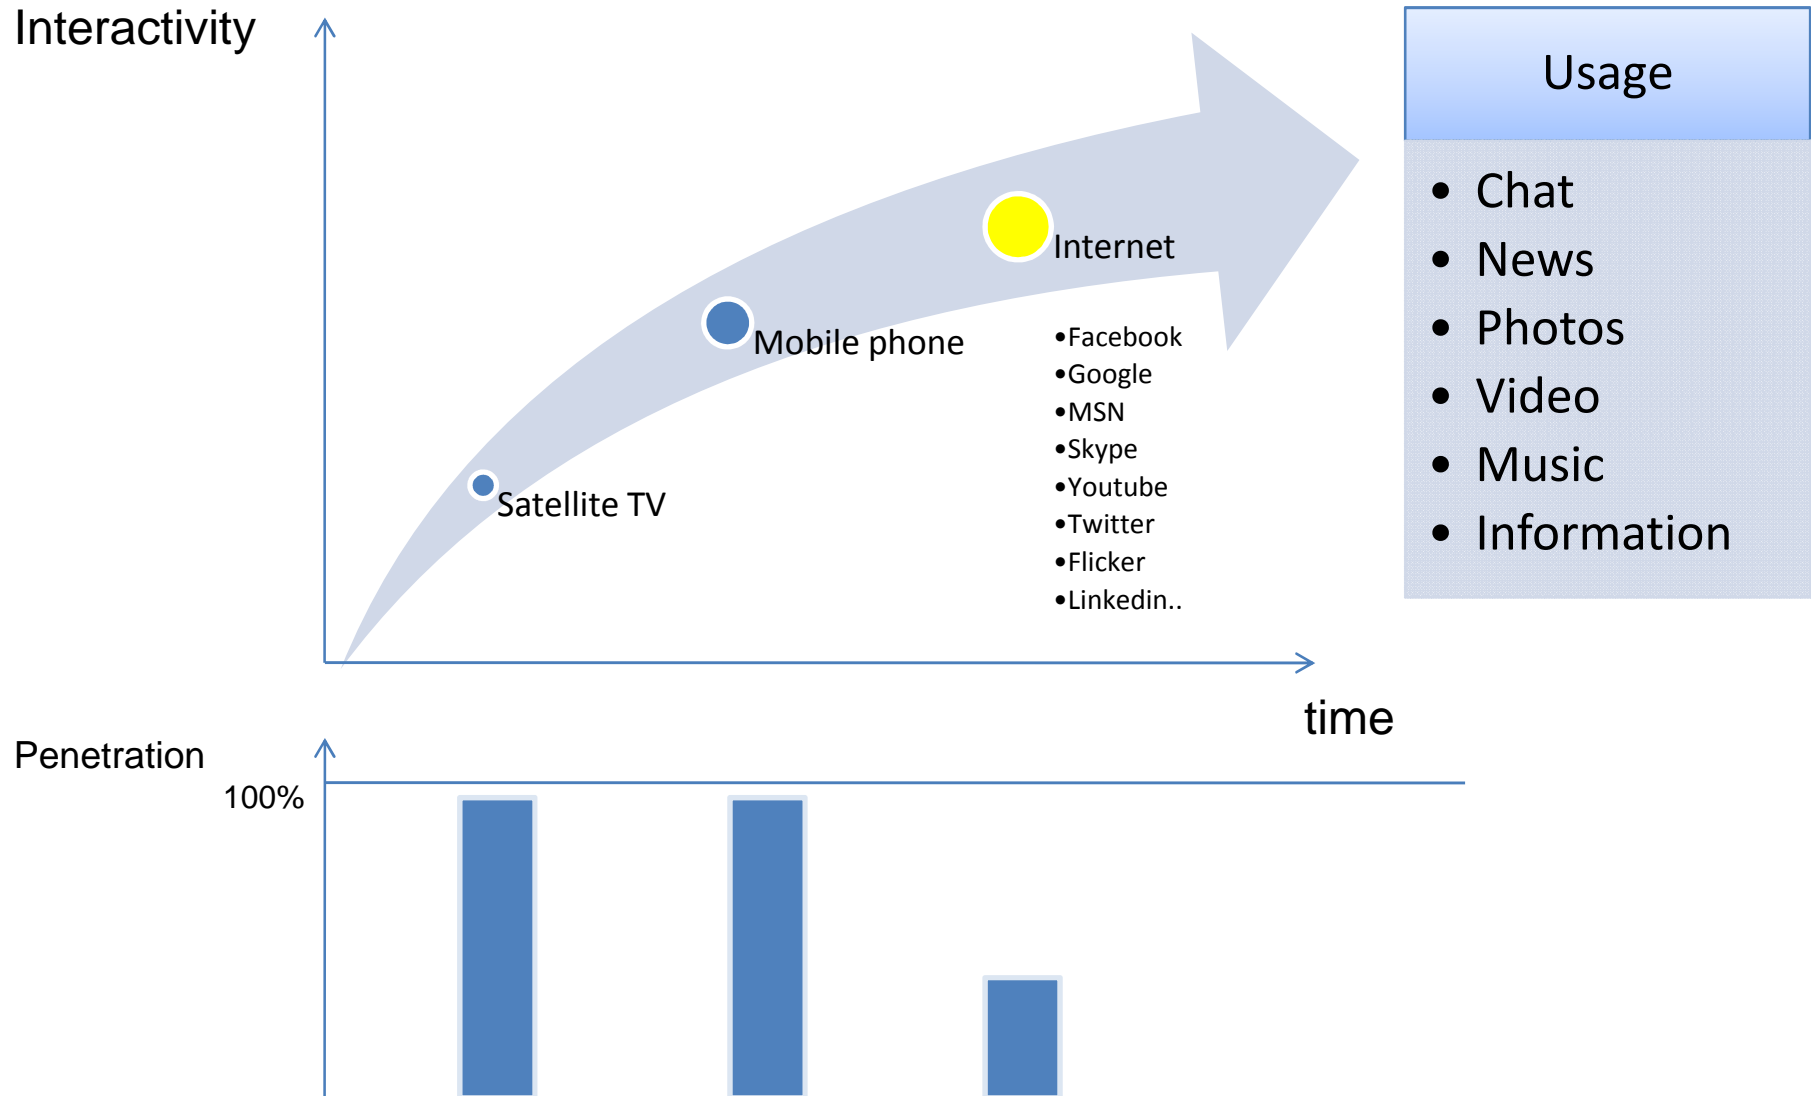 Interactivity
Usage
• Chat
• News
• Photos
• Video
• Music
• Information
Internet
Mobile phone
Satellite TV
•Facebook
•Google
•MSN
•Skype
•Youtube
•Twitter
•Flicker
•Linkedin..
time
Penetration
100%